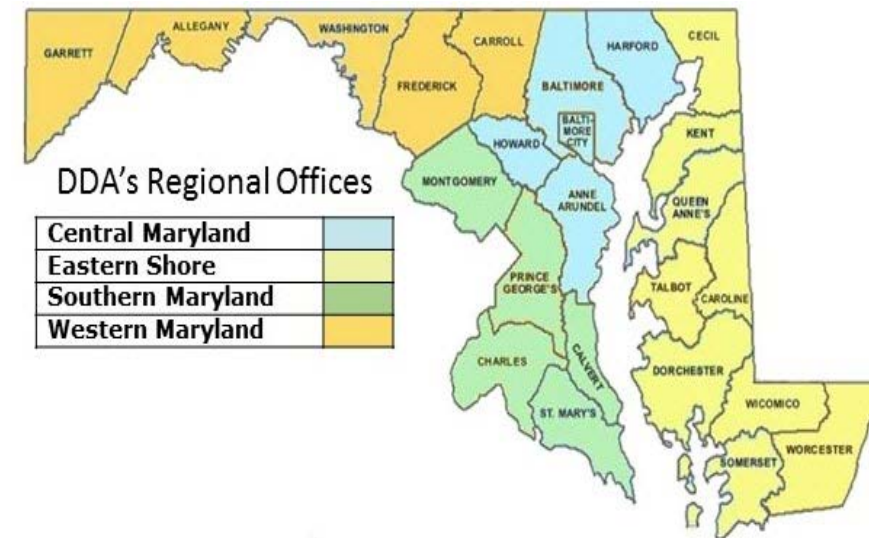 GARRETT
ALLEGANY
WASHINGTON
FREDERICK
CARROLL
BALTIMORE
HARFORD
CECIL
BALTI-
MORE
CITY
HOWARD
KENT
MONTGOMERY
ANNE
ARUNDEL
QUEEN
ANNE'S
DDA's Regional Offices
Central Maryland
Eastern Shore
Southern Maryland
Western Maryland
PRINCE
GEORGE'S
TALBOT
CAROLINE
CHARLES
CALVERT
DORCHESTER
ST. MARY'S
WICOMICO
SOMERSET
WORCESTER